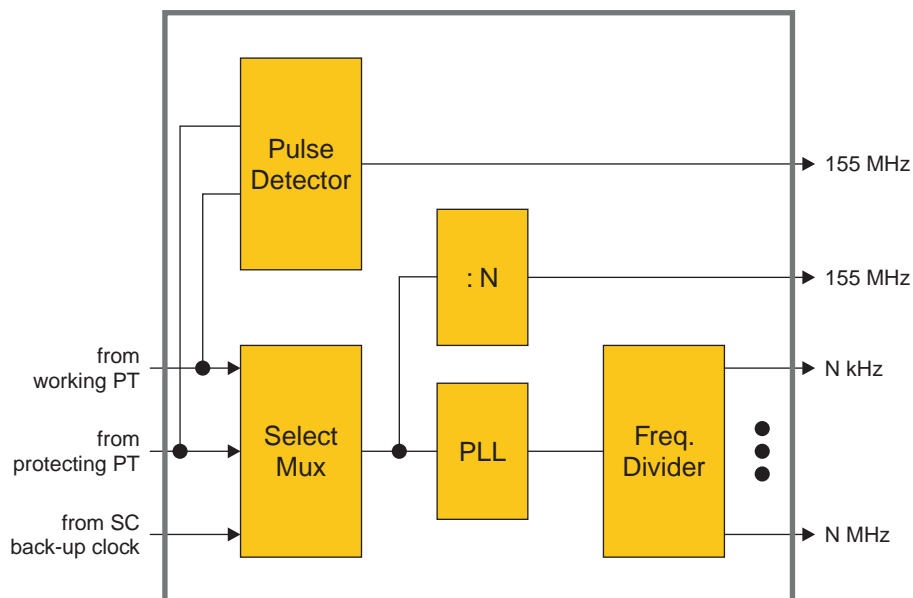 Pulse
Detector
155 MHz
: N
155 MHz
from
working PT
N kHz
from
protecting PT
Select
Mux
PLL
Freq.
Divider
from SC
back-up clock
N MHz